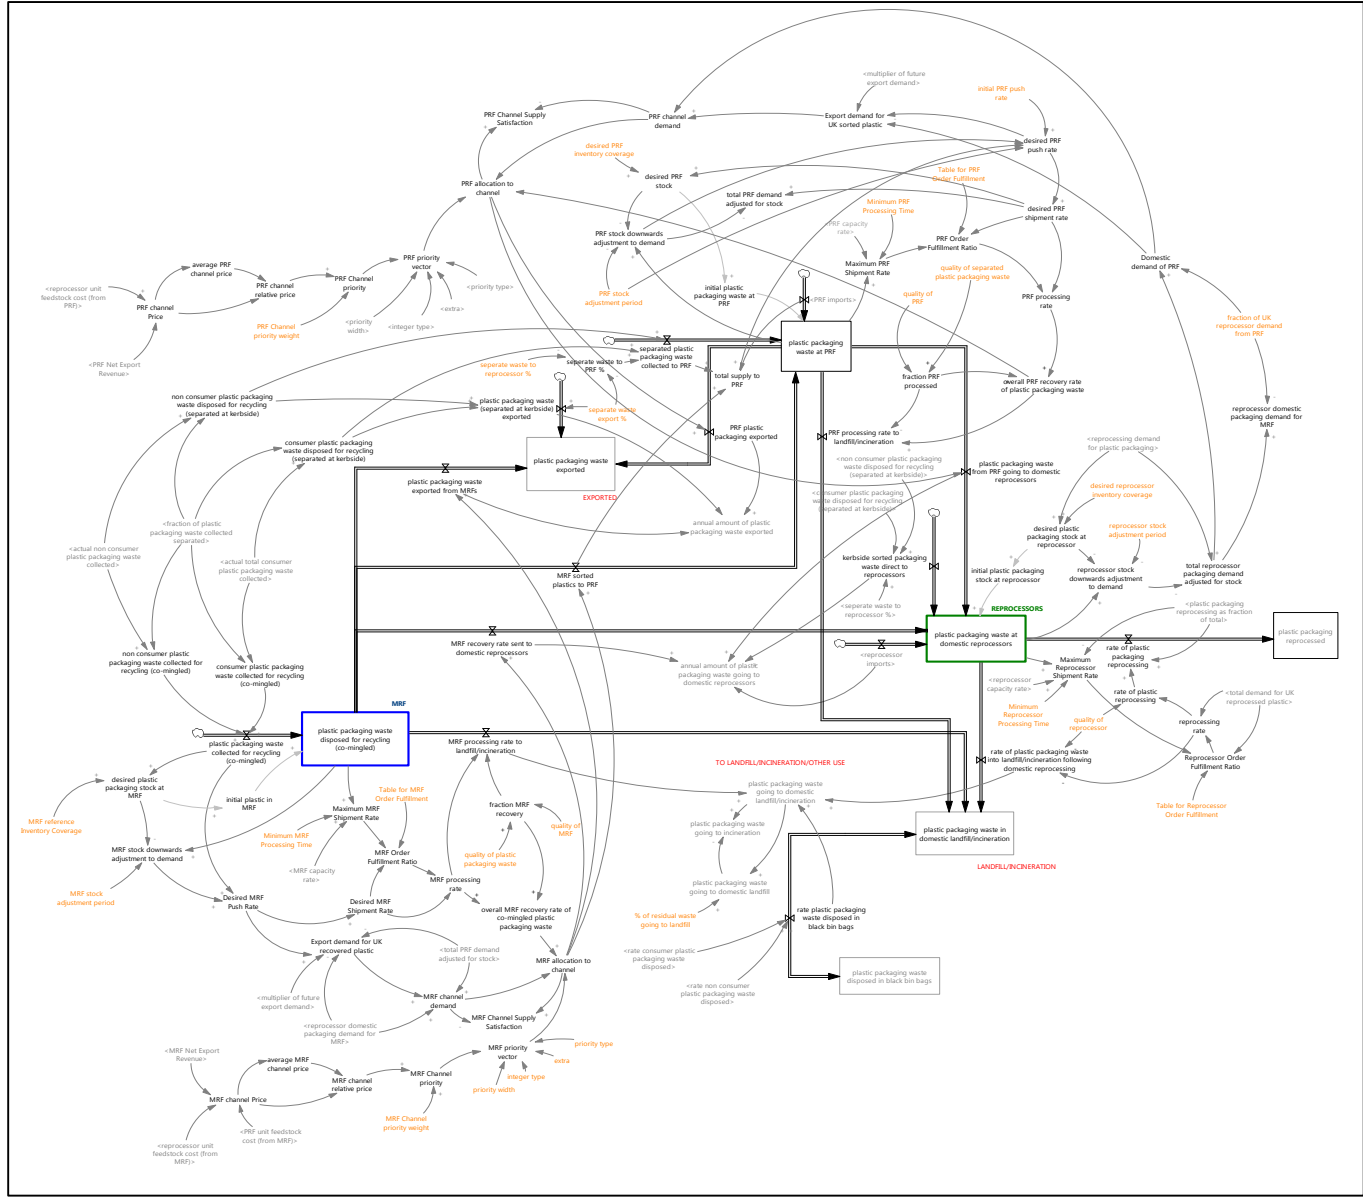 <multiplier of future
export demand>
initial PRF push
rate
PRF Channel Supply
Satisfaction
PRF channel
demand
Export demand for
UK sorted plastic
desired PRF
inventory coverage
desired PRF
push rate
desired PRF
stock
Table for PRF
Order Fulfillment
PRF allocation to
channel
total PRF demand
adjusted for stock
Minimum PRF
Processing Time
desired PRF
shipment rate
<PRF capacity
rate>
PRF stock downwards
adjustment to demand
PRF Order
Fulfillment Ratio
PRF priority
vector
Domestic
demand of PRF
average PRF
channel price
Maximum PRF
Shipment Rate
quality of separated
plastic packaging waste
<reprocessor unit
feedstock cost (from
PRF)>
PRF channel
relative price
PRF Channel
priority
<priority type>
initial plastic
packaging waste at
PRF
PRF stock
adjustment period
<PRF imports>
quality of
PRF
PRF processing
rate
PRF channel
Price
<extra>
<priority
width>
<integer type>
PRF Channel
priority weight
fraction of UK
reprocessor demand
from PRF
plastic packaging
waste at PRF
<PRF Net Export
Revenue>
seperate waste to
reprocessor %
seperate waste to
PRF %
separated plastic
packaging waste
collected to PRF
total supply to
PRF
fraction PRF
processed
overall PRF recovery rate
of plastic packaging waste
non consumer plastic packaging
waste disposed for recycling
(separated at kerbside)
plastic packaging waste
(separated at kerbside)
exported
separate waste
export %
reprocessor domestic
packaging demand for
MRF
consumer plastic packaging
waste disposed for recycling
(separated at kerbside)
PRF plastic
packaging exported
PRF processing rate to
landfill/incineration
<reprocessing demand
for plastic packaging>
plastic packaging waste
exported
<non consumer plastic packaging
waste disposed for recycling
(separated at kerbside)>
plastic packaging waste
from PRF going to domestic
reprocessors
plastic packaging waste
exported from MRFs
EXPORTED
<consumer plastic packaging
waste disposed for recycling
(separated at kerbside)>
desired reprocessor
inventory coverage
<fraction of plastic
packaging waste collected
separated>
annual amount of plastic
packaging waste exported
desired plastic
packaging stock at
reprocessor
reprocessor stock
adjustment period
<actual non consumer
plastic packaging waste
collected>
<actual total consumer
plastic packaging waste
collected>
MRF sorted
plastics to PRF
kerbside sorted packaging
waste direct to
reprocessors
initial plastic packaging
stock at reprocessor
reprocessor stock
downwards adjustment
to demand
total reprocessor
packaging demand
adjusted for stock
<seperate waste to
reprocessor %>
REPROCESSORS
<plastic packaging
reprocessing as fraction
of total>
plastic packaging waste at
domestic reprocessors
plastic packaging
reprocessed
MRF recovery rate sent to
domestic reprocessors
<reprocessor
imports>
non consumer plastic
packaging waste collected for
recycling (co-mingled)
consumer plastic packaging
waste collected for recycling
(co-mingled)
annual amount of plastic
packaging waste going to
domestic reprocessors
Maximum
Reprocessor
Shipment Rate
rate of plastic
packaging
reprocessing
<reprocessor
capacity rate>
rate of plastic
reprocessing
<total demand for UK
reprocessed plastic>
MRF
Minimum
Reprocessor
Processing Time
quality of
reprocessor
reprocessing
rate
plastic packaging waste
disposed for recycling
(co-mingled)
plastic packaging waste
collected for recycling
(co-mingled)
MRF processing rate to
landfill/incineration
rate of plastic packaging waste
into landfill/incineration following
domestic reprocessing
Reprocessor Order
Fulfillment Ratio
TO LANDFILL/INCINERATION/OTHER USE
desired plastic
packaging stock at
MRF
initial plastic in
MRF
Table for MRF
Order Fulfillment
plastic packaging waste
going to domestic
landfill/incineration
Table for Reprocessor
Order Fulfillment
MRF reference
Inventory Coverage
Maximum MRF
Shipment Rate
fraction MRF
recovery
quality of
MRF
plastic packaging waste
going to incineration
plastic packaging waste in
domestic landfill/incineration
Minimum MRF
Processing Time
MRF stock downwards
adjustment to demand
MRF Order
Fulfillment Ratio
quality of plastic
packaging waste
LANDFILL/INCINERATION
<MRF capacity
rate>
MRF processing
rate
plastic packaging waste
going to domestic landfill
MRF stock
adjustment period
Desired MRF
Push Rate
Desired MRF
Shipment Rate
overall MRF recovery rate of
co-mingled plastic
packaging waste
% of residual waste
going to landfill
rate plastic packaging
waste disposed in
black bin bags
Export demand for UK
recovered plastic
<total PRF demand
adjusted for stock>
MRF allocation to
channel
<rate consumer plastic
packaging waste
disposed>
plastic packaging waste
disposed in black bin bags
<multiplier of future
export demand>
MRF channel
demand
<rate non consumer
plastic packaging waste
disposed>
<reprocessor domestic
packaging demand for
MRF>
MRF Channel Supply
Satisfaction
<MRF Net Export
Revenue>
MRF priority
vector
priority type
extra
average MRF
channel price
MRF channel
relative price
MRF Channel
priority
integer type
priority width
MRF channel Price
MRF Channel
priority weight
<PRF unit feedstock
cost (from MRF)>
<reprocessor unit
feedstock cost (from
MRF)>